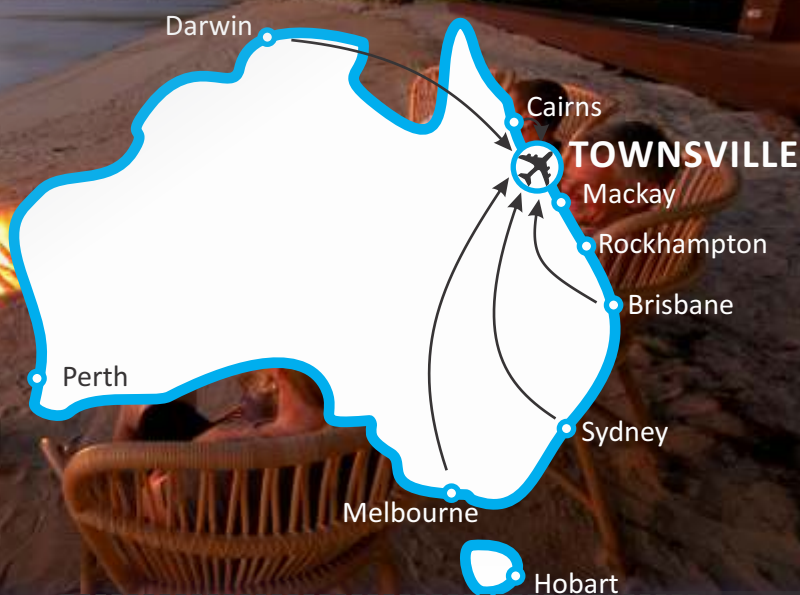 Darwin
Cairns
TOWNSVILLE
Mackay
Rockhampton
Brisbane
Perth
Sydney
Melbourne
Hobart